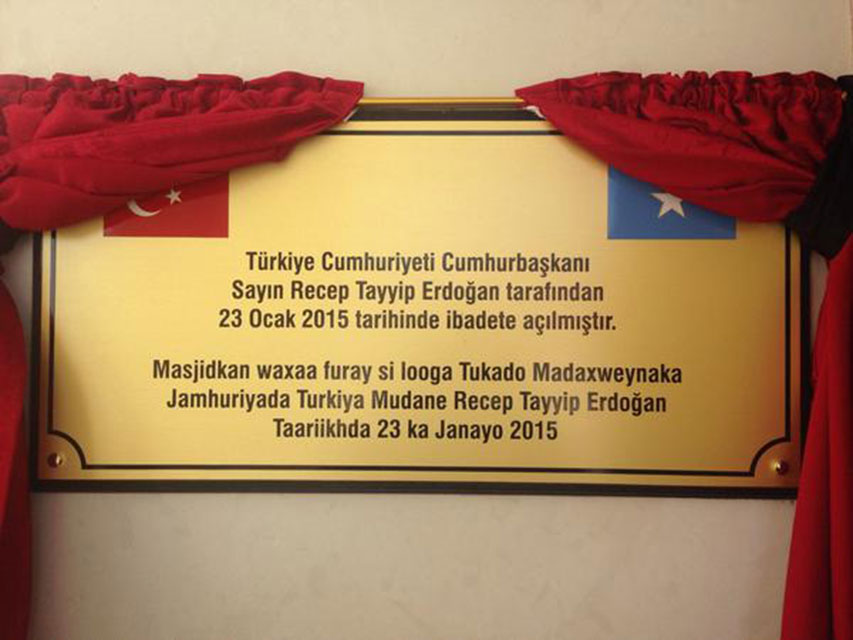 Türkiye Cumhuriyeti Cumhurbaşkanı
Sayın Recep Tayyip Erdoğan tarafından
23 Ocak 2015 tarihinde ibadete açılmıştır.
Masjidkan waxaa furay si looga Tukado Madaxweynaka
Jamhuriyada Turkiya Mudane Recep Tayyip Erdoğan
Taariikhda 23 ka Janayo 2015